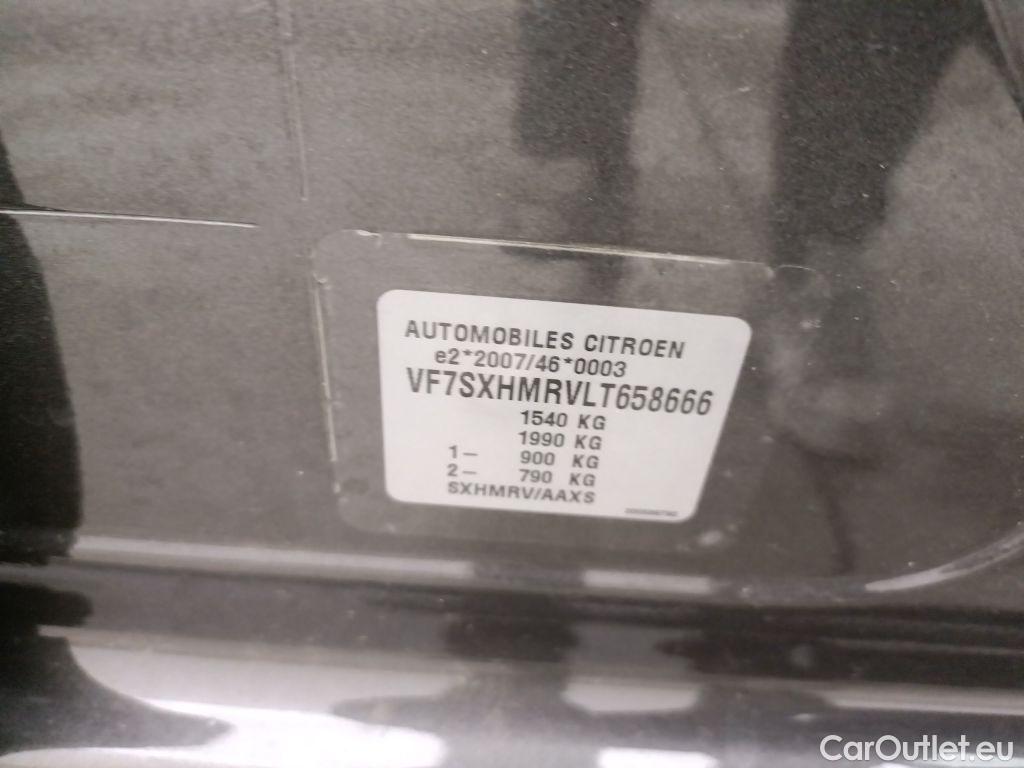 AUTOMOBILES CITROEN
e2*2007/46*0003
VF7SXHMRVLT658666
1540 KG
1990 KG
1– 900 KG
2– 790 KG
SXHMRV/AAXS
CarOutlet.eu